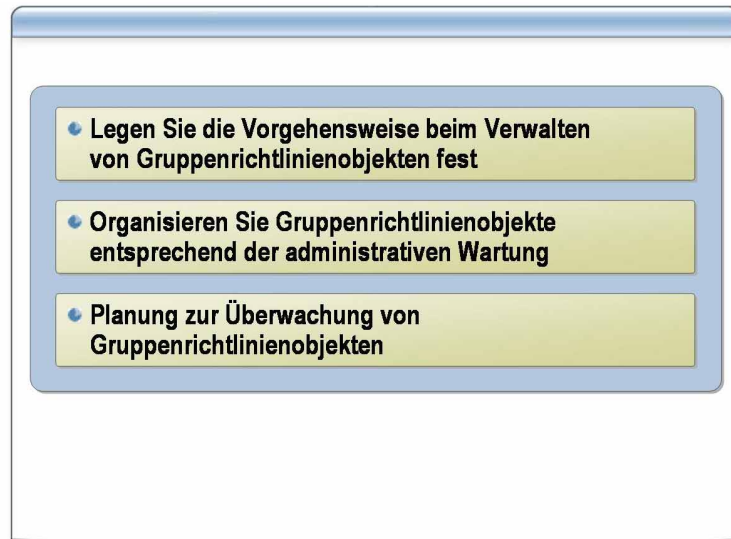 Legen Sie die Vorgehensweise beim Verwalten
von Gruppenrichtlinienobjekten fest
Organisieren Sie Gruppenrichtlinienobjekte
entsprechend der administrativen Wartung
Planung zur Überwachung von
Gruppenrichtlinienobjekten